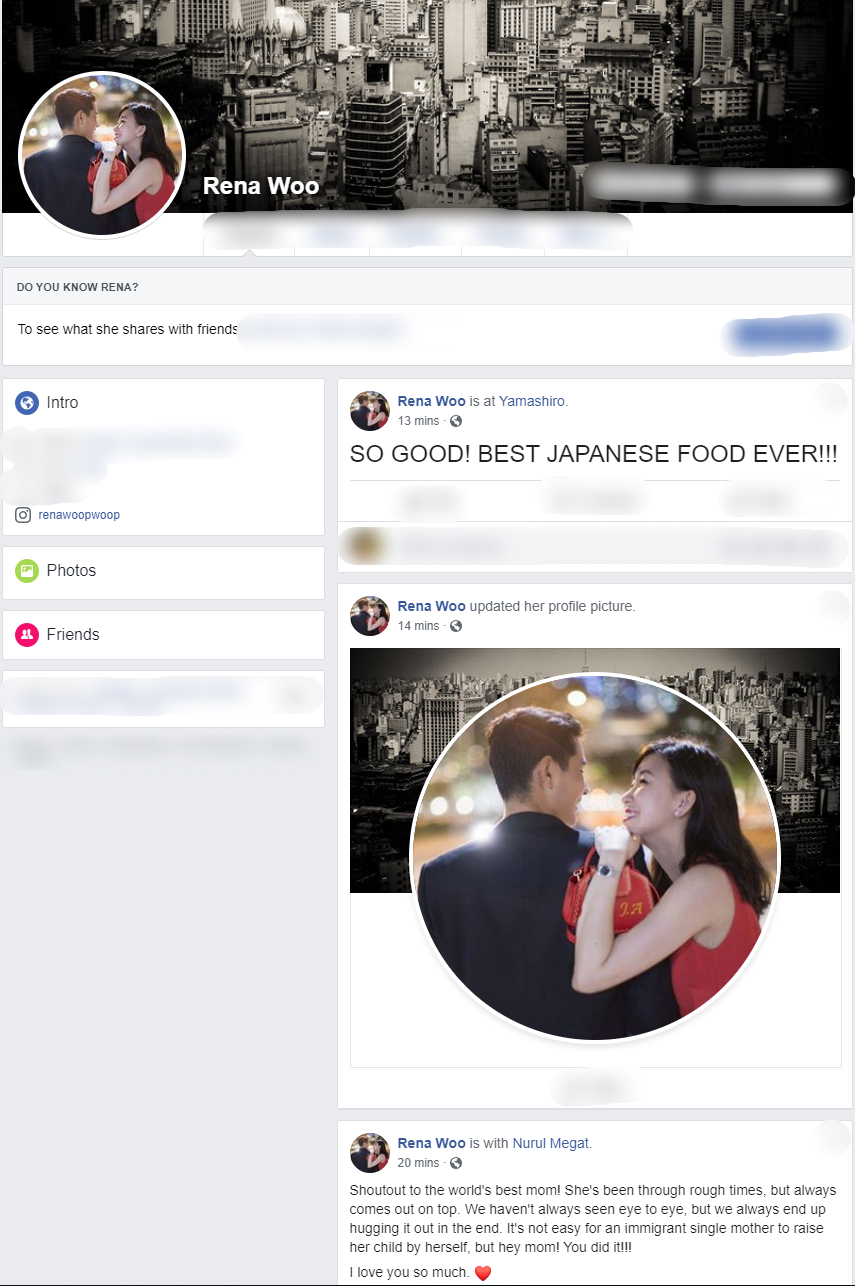 Rena Woo
DO YOU KNOW RENA?
To see what she shares with friends
Intro
renawoopwoop
Photos
Friends
Rena Woo is at Yamashiro.
13 mins ·
SO GOOD! BEST JAPANESE FOOD EVER!!!
Rena Woo updated her profile picture.
14 mins ·
J.A
Rena Woo is with Nurul Megat.
20 mins ·
Shoutout to the world's best mom! She's been through rough times, but always
comes out on top. We haven't always seen eye to eye, but we always end up
hugging it out in the end. It's not easy for an immigrant single mother to raise
her child by herself, but hey mom! You did it!!!
I love you so much. ❤️